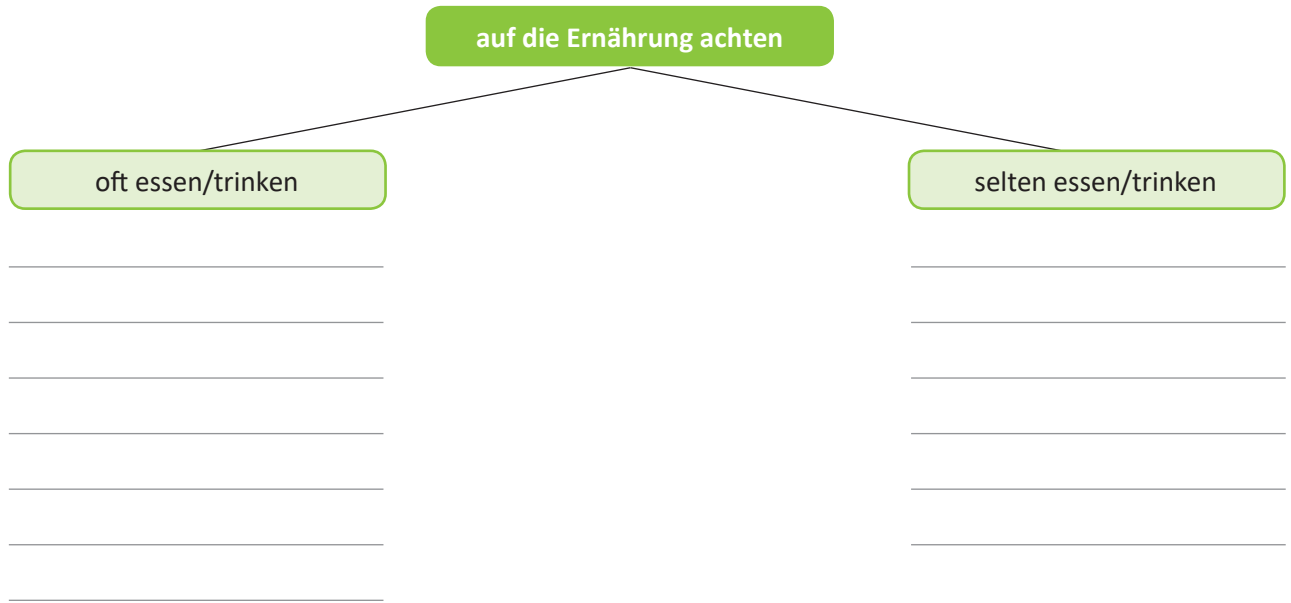 auf die Ernährung achten
oft essen/trinken
selten essen/trinken